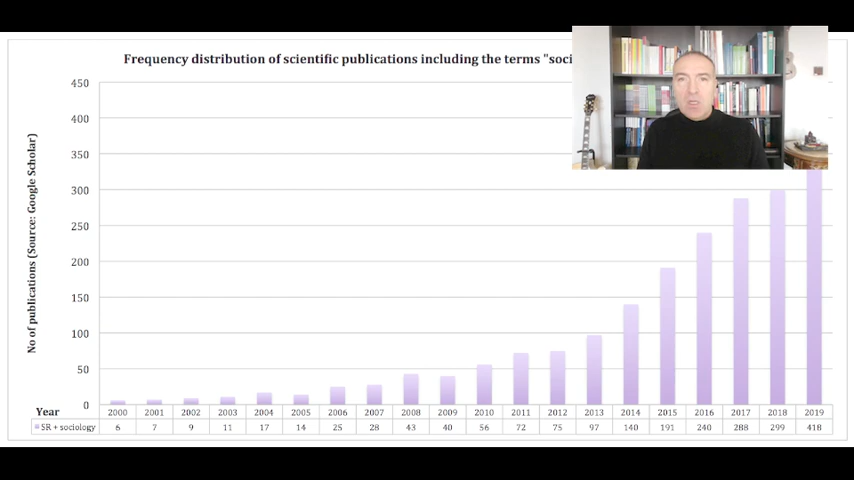 Frequency distribution of scientific publications including the terms "soci
450
400
350
300
250
200
150
100
50
0
No of publications (Source: Google Scholar)
Year 2000 2001 2002 2003 2004 2005 2006 2007 2008 2009 2010 2011 2012 2013 2014 2015 2016 2017 2018 2019
SR + sociology 6 7 9 11 17 14 25 28 43 40 56 72 75 97 140 191 240 288 299 418